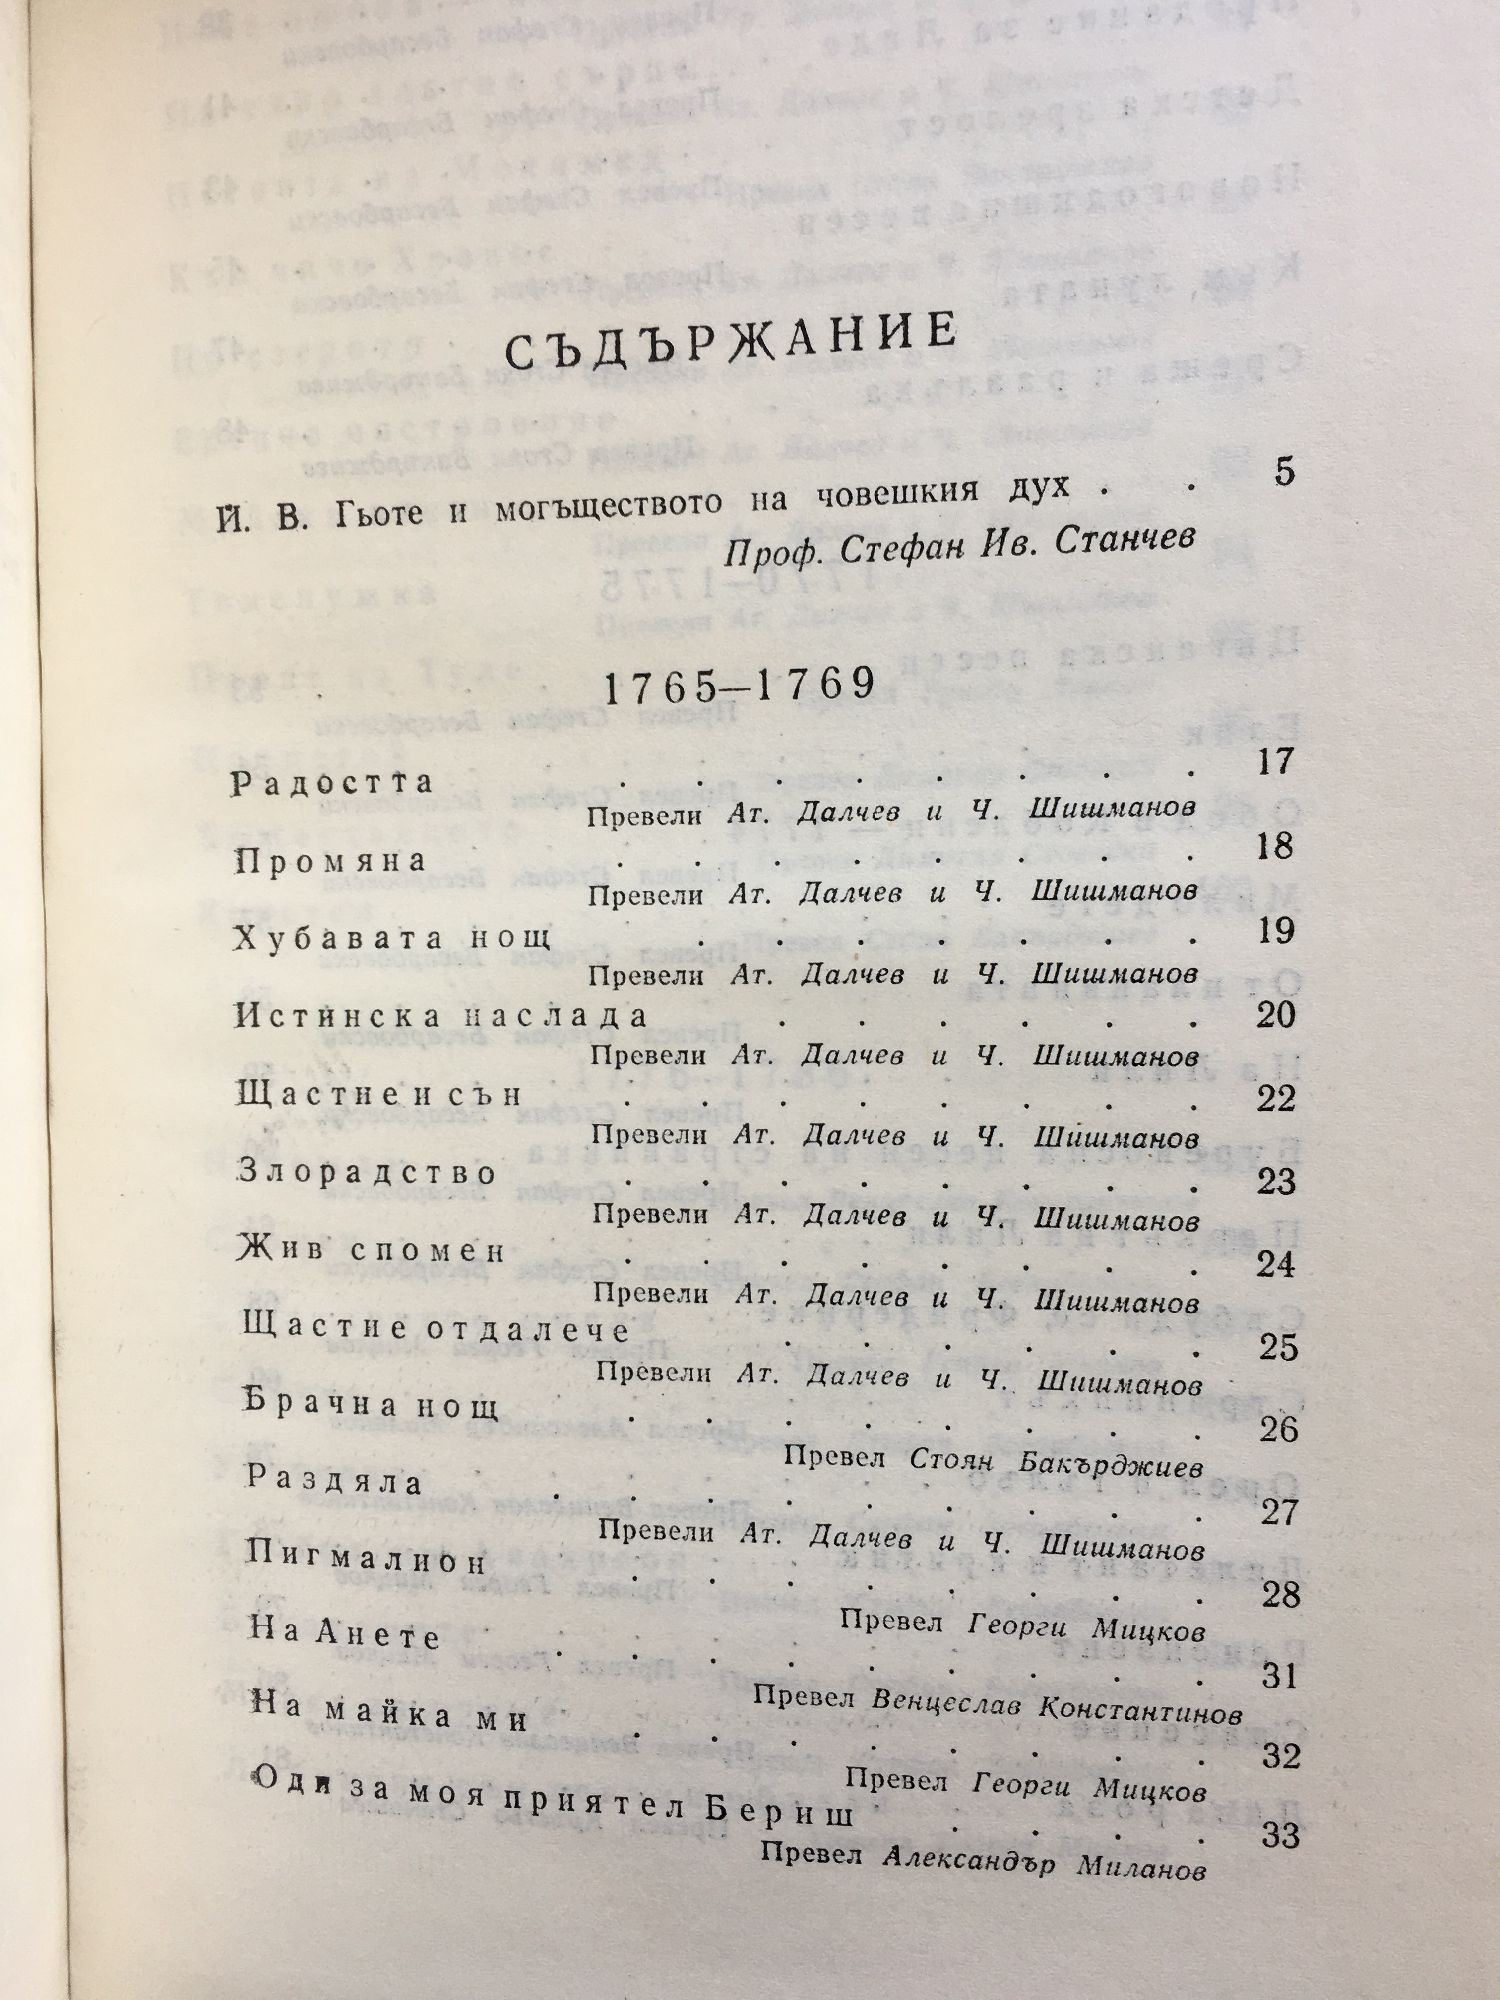 СЪДЪРЖАНИЕ
Й. В. Гьоте и могъществото на човешкия дух . . 5
Проф. Стефан Ив. Станчев
1765—1769
Радостта . . . . . . . . 17
Превели Ат. Далчев и Ч. Шишманов
Промяна . . . . . . . . 18
Превели Ат. Далчев и Ч. Шишманов
Хубавата нощ . . . . . . . 19
Превели Ат. Далчев и Ч. Шишманов
Истинска наслада . . . . . . 20
Превели Ат. Далчев и Ч. Шишманов
Щастие и сън . . . . . . . . 22
Превели Ат. Далчев и Ч. Шишманов
Злорадство . . . . . . . . 23
Превели Ат. Далчев и Ч. Шишманов
Жив спомен . . . . . . . . 24
Превели Ат. Далчев и Ч. Шишманов
Щастие отдалече . . . . . . 25
Превели Ат. Далчев и Ч. Шишманов
Брачна нощ . . . . . . . . 26
Превел Стоян Бакърджиев
Раздяла . . . . . . . . . 27
Превели Ат. Далчев и Ч. Шишманов
Пигмалион . . . . . . . . 28
Превел Георги Мицков
На Анете . . . . . . . . . 31
Превел Венцеслав Константинов
На майка ми . . . . . . . . 32
Превел Георги Мицков
Оди за моя приятел Бериш . . . . 33
Превел Александър Миланов